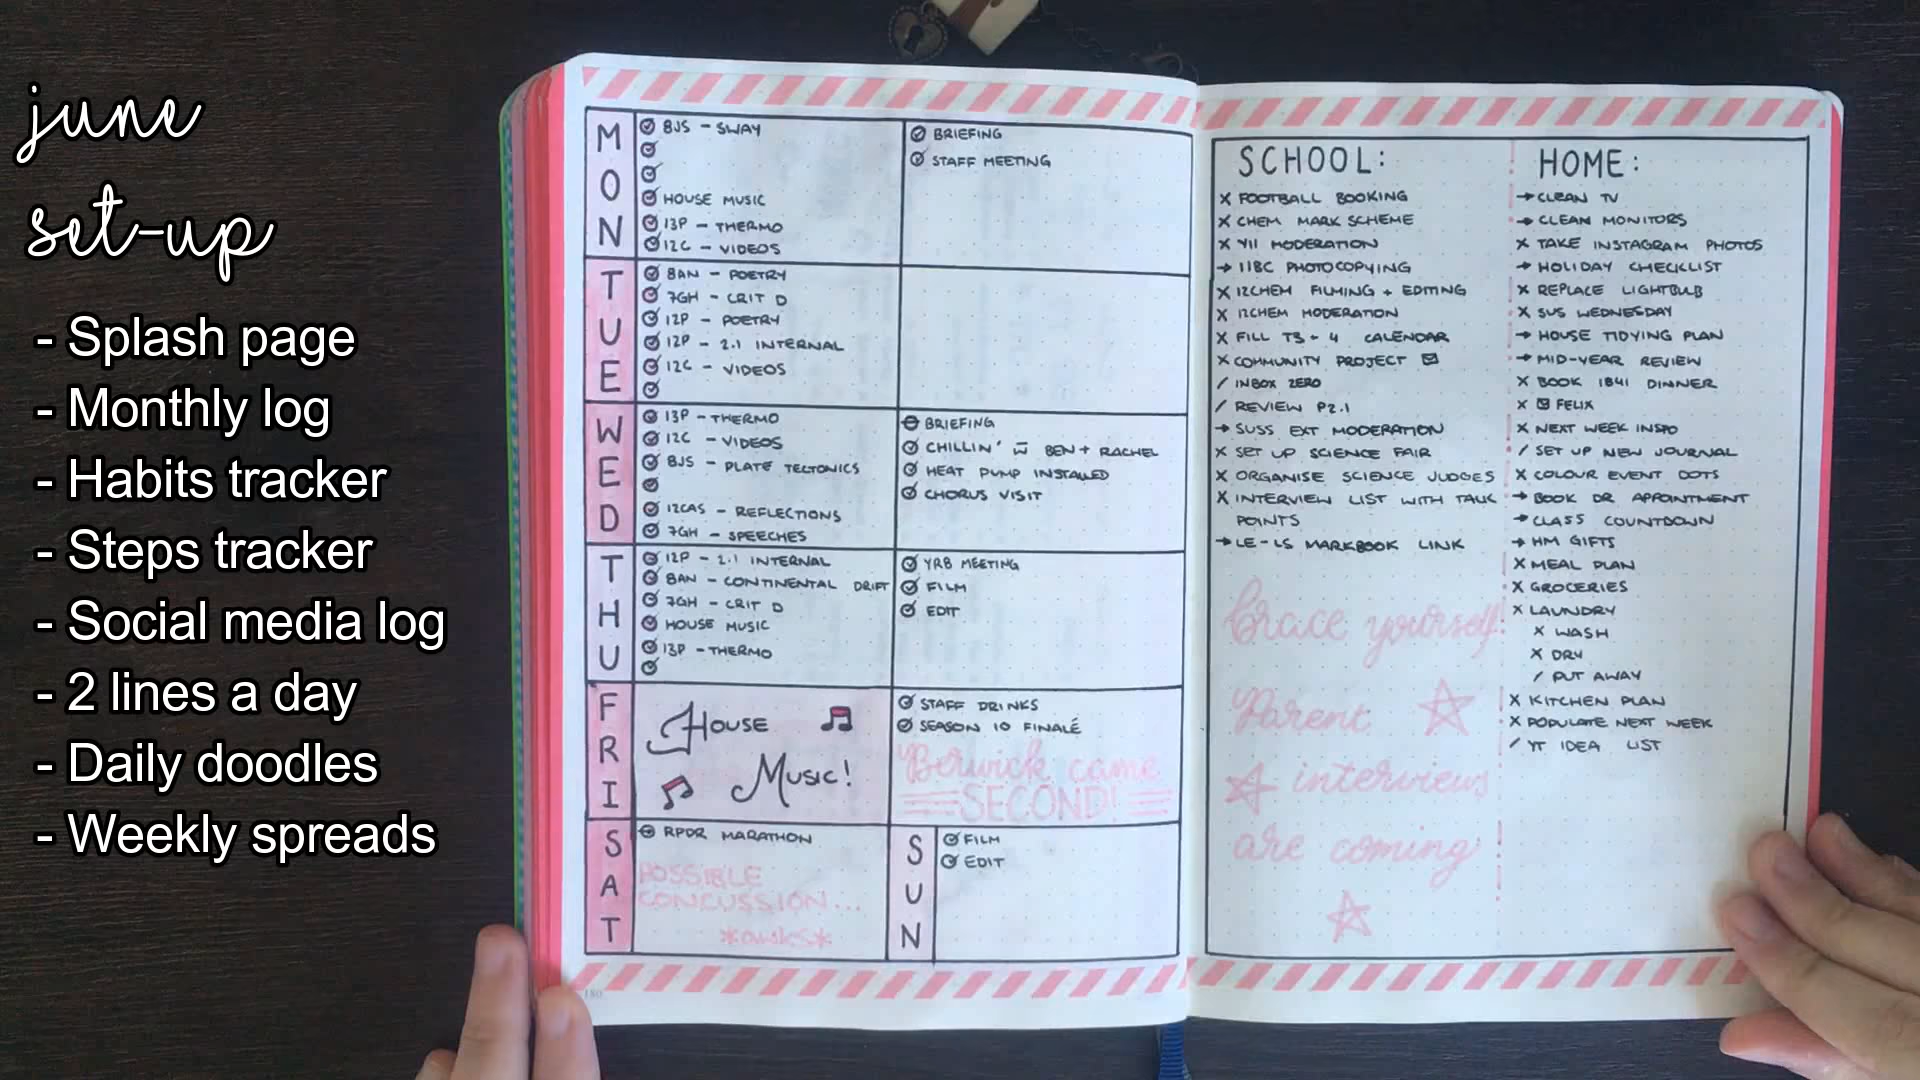 june
set-up
- Splash page
- Monthly log
- Habits tracker
- Steps tracker
- Social media log
- 2 lines a day
- Daily doodles
- Weekly spreads
MON
8JS - SWAY
HOUSE MUSIC
13P - THERMO
12C - VIDEOS
BRIEFING
STAFF MEETING
TUE
8AN - POETRY
7GH - CRIT D
12P - POETRY
12P - 2.1 INTERNAL
12C - VIDEOS
WED
13P - THERMO
12C - VIDEOS
8JS - PLATE TECTONICS
12CAS - REFLECTIONS
7GH - SPEECHES
BRIEFING
CHILLIN' W BEN + RACHEL
HEAT PUMP INSTALLED
CHORUS VISIT
THU
12P - 2.1 INTERNAL
8AN - CONTINENTAL DRIFT
7GH - CRIT D
HOUSE MUSIC
13P - THERMO
YR8 MEETING
FILM
EDIT
FRI
HOUSE
MUSIC!
STAFF DRINKS
SEASON 10 FINALÉ
Berwick came
SECOND!
SAT
RPDR MARATHON
POSSIBLE
CONCUSSION...
SUN
FILM
EDIT
180
SCHOOL:
X FOOTBALL BOOKING
X CHEM MARK SCHEME
X Y11 MODERATION
→ 11BC PHOTOCOPYING
X 12CHEM FILMING + EDITING
X 12CHEM MODERATION
X FILL T3 - 4 CALENDAR
X COMMUNITY PROJECT
/ INBOX ZERO
/ REVIEW P2.1
→ SUSS EXT MODERATION
X SET UP SCIENCE FAIR
X ORGANISE SCIENCE JUDGES
X INTERVIEW LIST WITH TALK
POINTS
→ LE-LS MARKBOOK LINK
brace yourself:
Parent
interviews
are coming
HOME:
→ CLEAN TV
→ CLEAN MONITORS
X TAKE INSTAGRAM PHOTOS
→ HOLIDAY CHECKLIST
X REPLACE LIGHTBULB
X SUS WEDNESDAY
→ HOUSE TIDYING PLAN
→ MID-YEAR REVIEW
X BOOK 1841 DINNER
X FELIX
X NEXT WEEK INSPO
/ SET UP NEW JOURNAL
X COLOUR EVENT DOTS
→ BOOK DR APPOINTMENT
→ CLASS COUNTDOWN
→ HM GIFTS
X MEAL PLAN
X GROCERIES
X LAUNDRY
X WASH
X DRY
/ PUT AWAY
X KITCHEN PLAN
X POPULATE NEXT WEEK
/ YT IDEA LIST